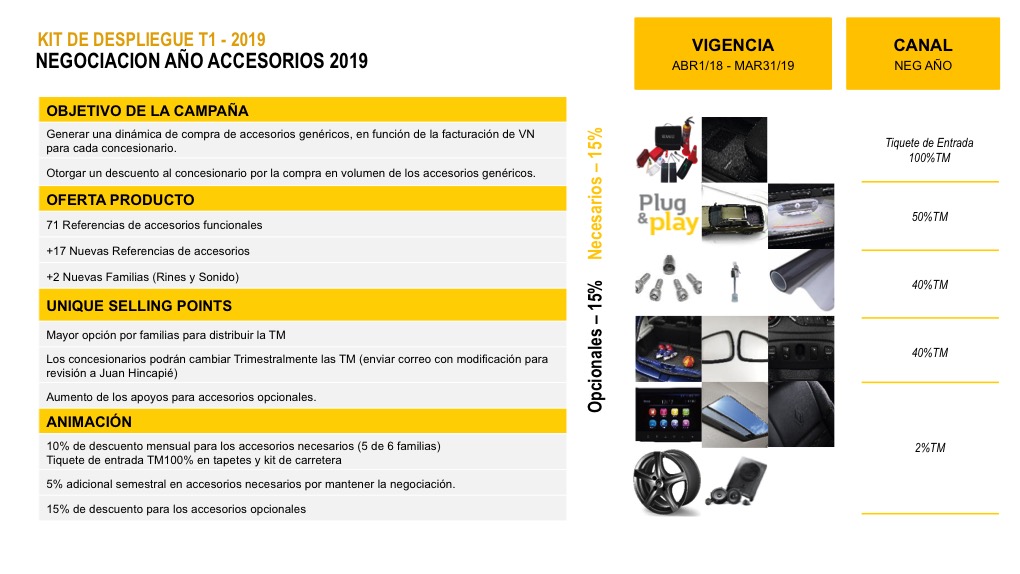 KIT DE DESPLIEGUE T1 - 2019
NEGOCIACION AÑO ACCESORIOS 2019
VIGENCIA
ABR1/18 - MAR31/19
CANAL
NEG AÑO
OBJETIVO DE LA CAMPAÑA
Generar una dinámica de compra de accesorios genéricos, en función de la facturación de VN
para cada concesionario.
Otorgar un descuento al concesionario por la compra en volumen de los accesorios genéricos.
OFERTA PRODUCTO
71 Referencias de accesorios funcionales
+17 Nuevas Referencias de accesorios
+2 Nuevas Familias (Rines y Sonido)
UNIQUE SELLING POINTS
Mayor opción por familias para distribuir la TM
Los concesionarios podrán cambiar Trimestralmente las TM (enviar correo con modificación para
revisión a Juan Hincapié)
Aumento de los apoyos para accesorios opcionales.
ANIMACIÓN
10% de descuento mensual para los accesorios necesarios (5 de 6 familias)
Tiquete de entrada TM100% en tapetes y kit de carretera
5% adicional semestral en accesorios necesarios por mantener la negociación.
15% de descuento para los accesorios opcionales
Necesarios – 15%
Opcionales – 15%
Plug
&play
Tiquete de Entrada
100%TM
50%TM
40%TM
40%TM
2%TM